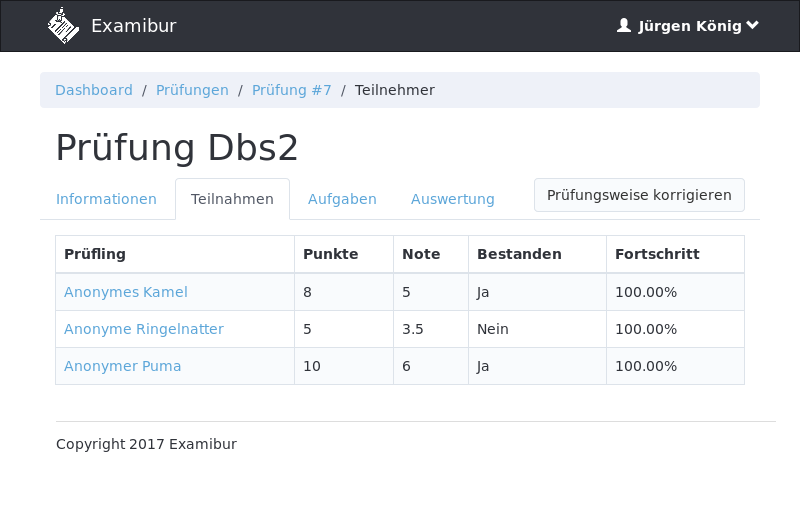 Examibur
Jürgen König
Dashboard / Prüfungen / Prüfung #7 / Teilnehmer
Prüfung Dbs2
Informationen Teilnahmen Aufgaben Auswertung Prüfungsweise korrigieren
Prüfling Punkte Note Bestanden Fortschritt
Anonymes Kamel 8 5 Ja 100.00%
Anonyme Ringelnatter 5 3.5 Nein 100.00%
Anonymer Puma 10 6 Ja 100.00%
Copyright 2017 Examibur